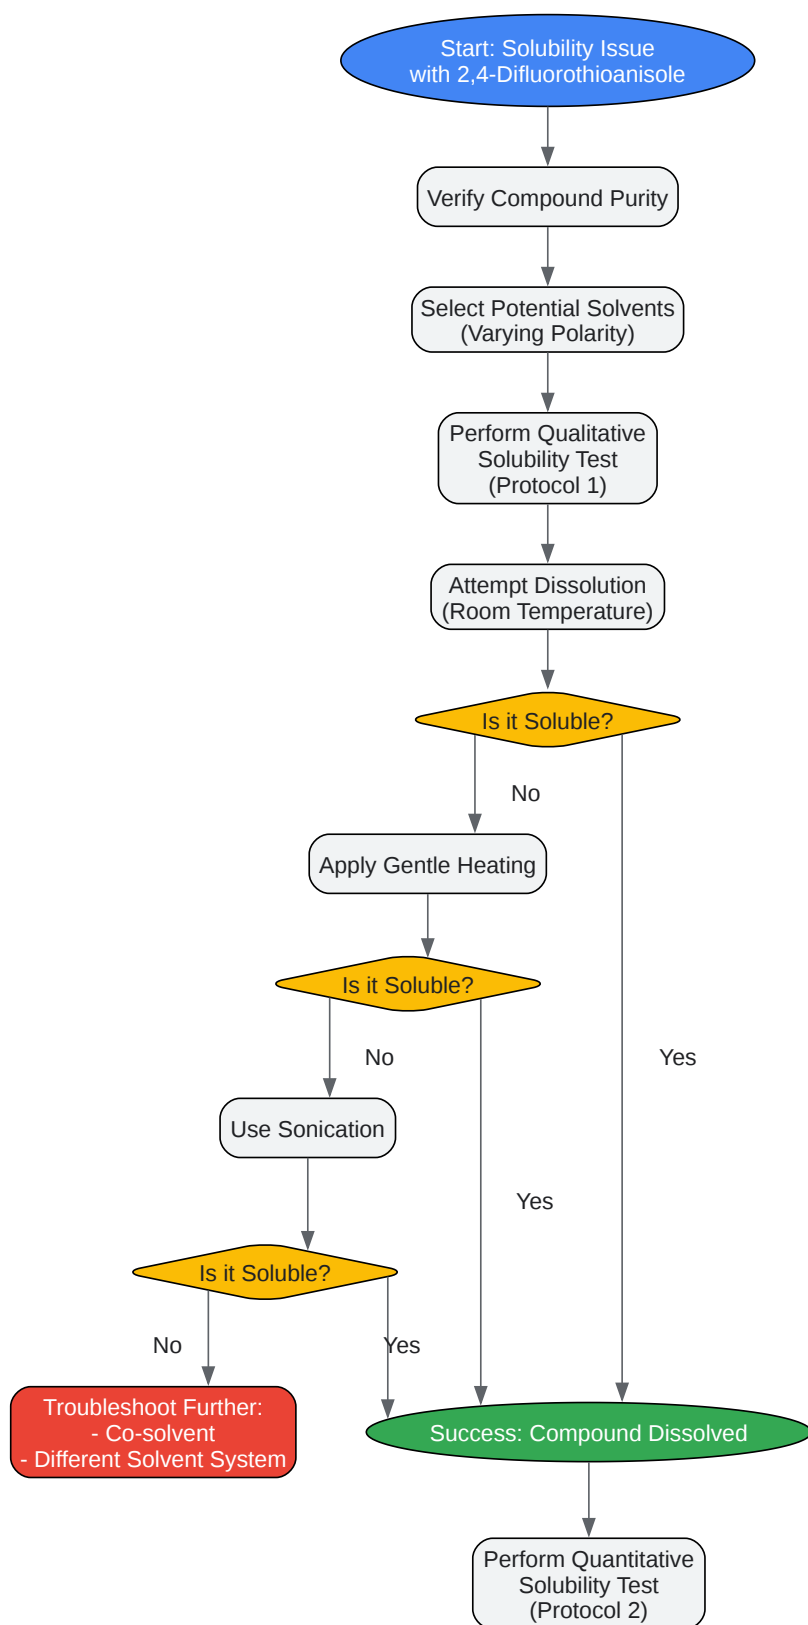 Start: Solubility Issue
with 2,4-Difluorothioanisole
Verify Compound Purity
Select Potential Solvents
(Varying Polarity)
Perform Qualitative
Solubility Test
(Protocol 1)
Attempt Dissolution
(Room Temperature)
Is it Soluble?
No
Apply Gentle Heating
Is it Soluble?
No
Yes
Use Sonication
Yes
Is it Soluble?
No
Yes
Troubleshoot Further:
- Co-solvent
- Different Solvent System
Success: Compound Dissolved
Perform Quantitative
Solubility Test
(Protocol 2)